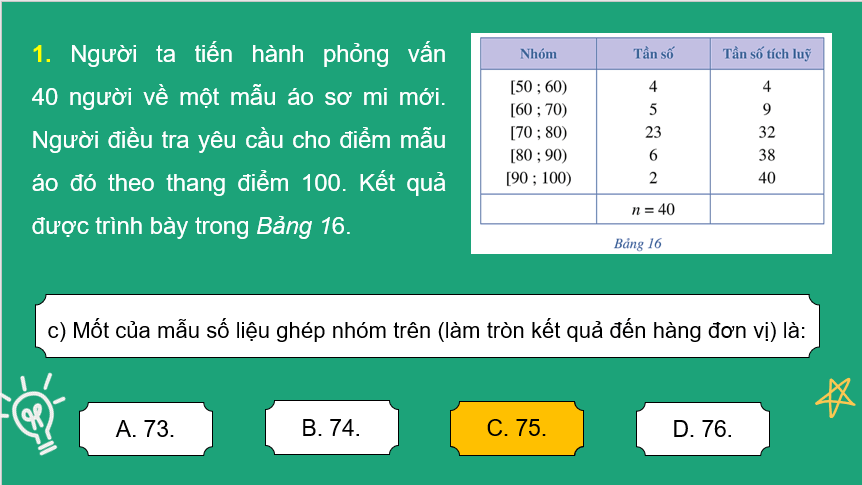 1. Người ta tiến hành phỏng vấn
40 người về một mẫu áo sơ mi mới.
Người điều tra yêu cầu cho điểm mẫu
áo đó theo thang điểm 100. Kết quả
được trình bày trong Bảng 16.
Nhóm Tần số Tần số tích luỹ
[50 ; 60) 4 4
[60 ; 70) 5 9
[70 ; 80) 23 32
[80 ; 90) 6 38
[90 ; 100) 2 40
n = 40
Bảng 16
c) Mốt của mẫu số liệu ghép nhóm trên (làm tròn kết quả đến hàng đơn vị) là:
A. 73. B. 74. C. 75. D. 76.